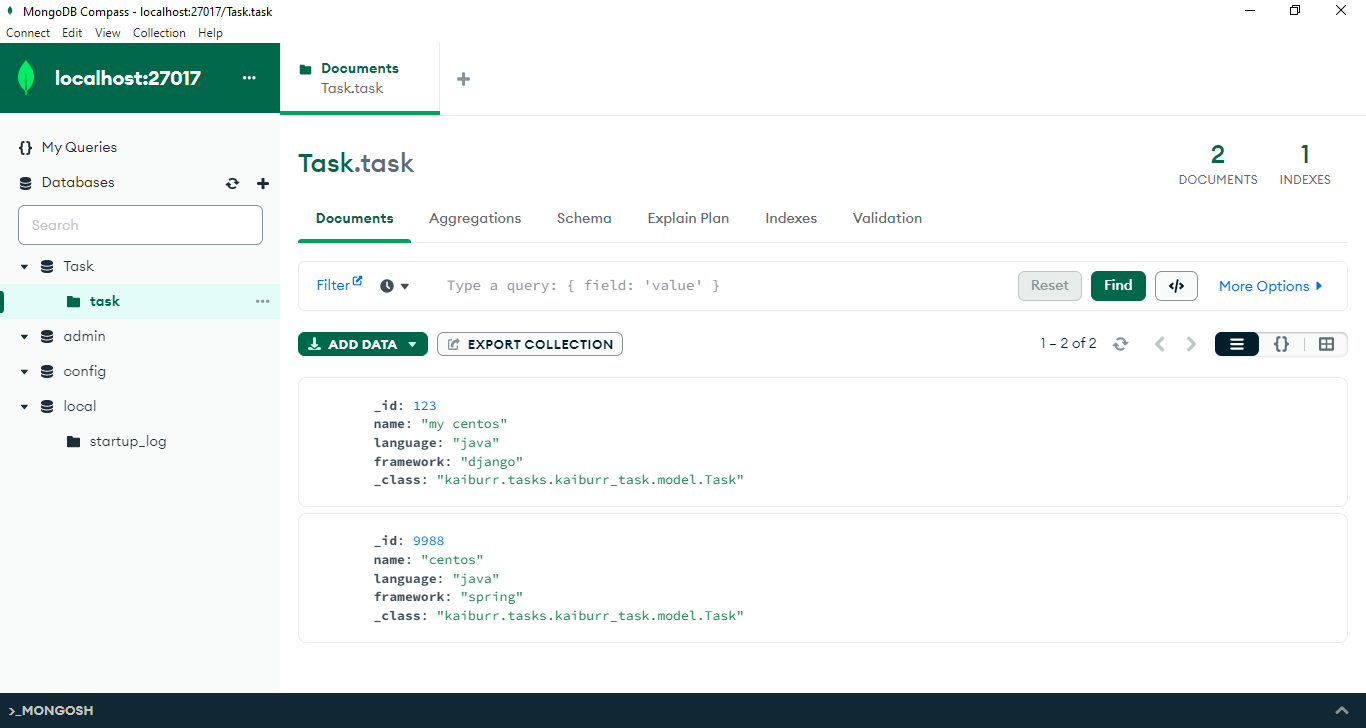 MongoDB Compass - localhost:27017/Task.task
Connect Edit View Collection Help
localhost:27017 ...
Documents
Task.task
{} My Queries
Databases
Search
Task
task ...
admin
config
local
startup_log
Task.task
2
DOCUMENTS
1
INDEXES
Documents Aggregations Schema Explain Plan Indexes Validation
Filter Type a query: { field: 'value' } Reset Find </> More Options
ADD DATA EXPORT COLLECTION 1 – 2 of 2 {}
_id: 123
name: "my centos"
language: "java"
framework: "django"
_class: "kaiburr.tasks.kaiburr_task.model.Task"
_id: 9988
name: "centos"
language: "java"
framework: "spring"
_class: "kaiburr.tasks.kaiburr_task.model.Task"
>_MONGOSH